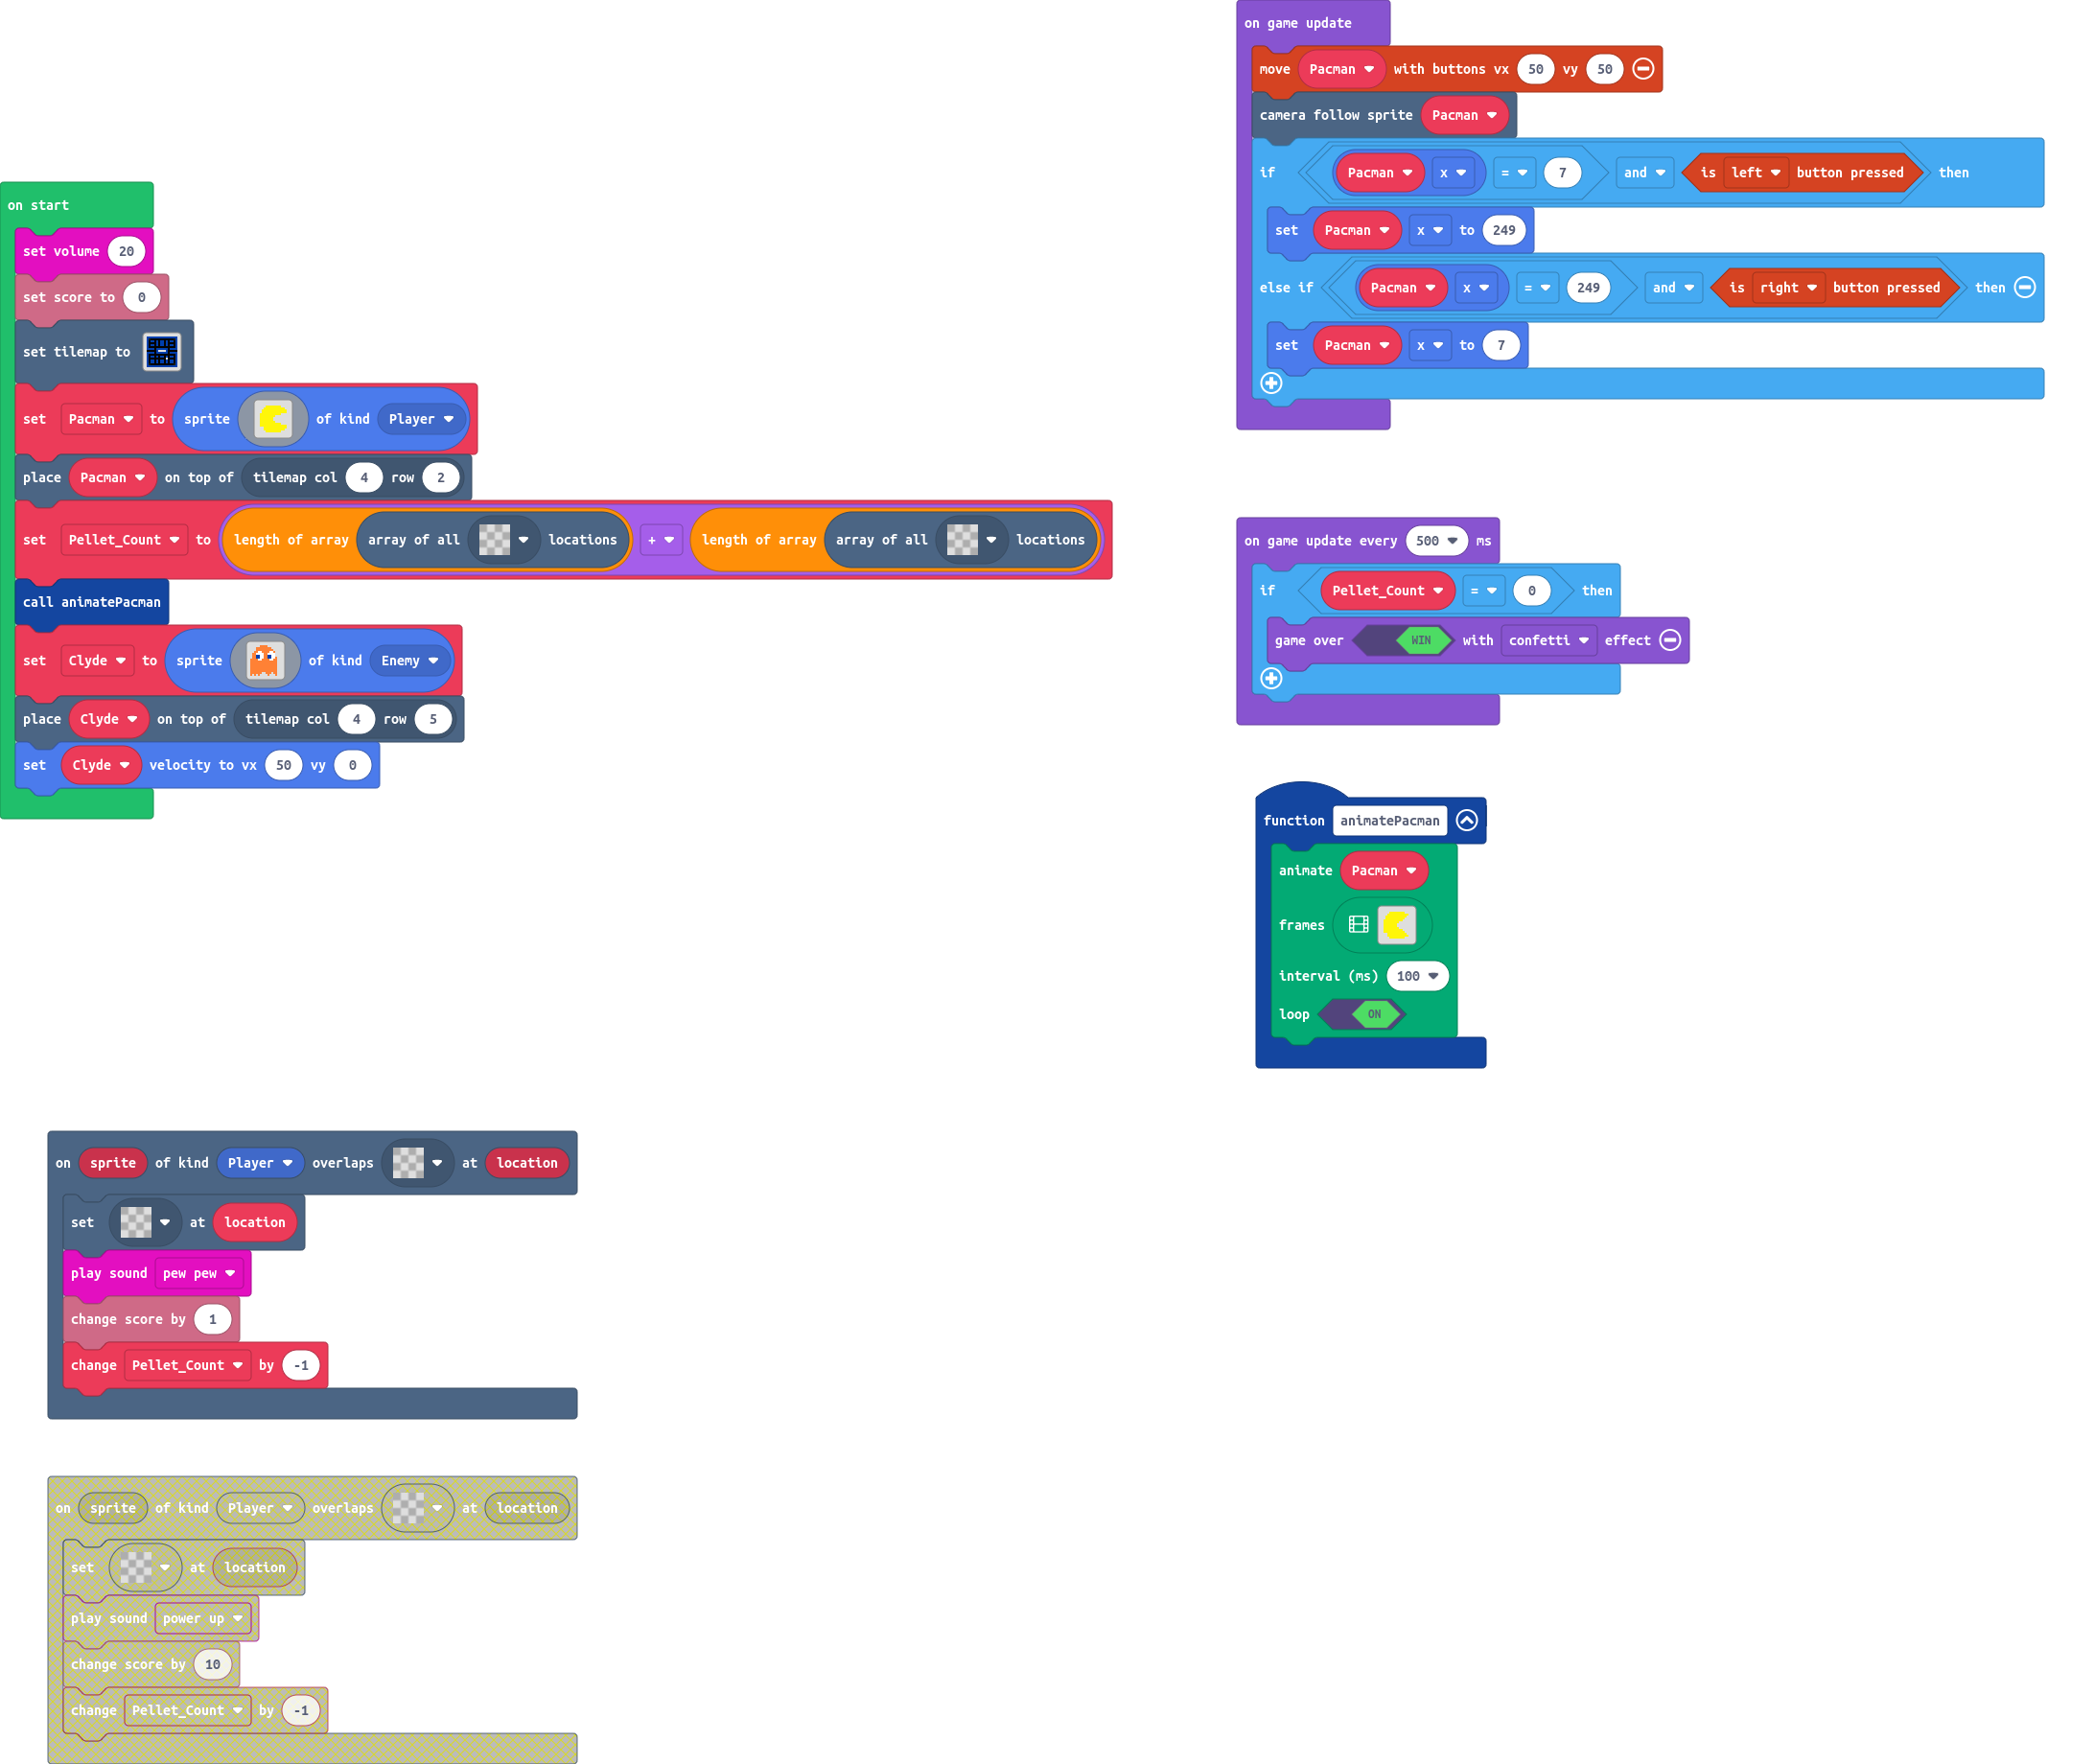 on start
set volume 20
set score to 0
set tilemap to
set Pacman to sprite of kind Player
place Pacman on top of tilemap col 4 row 2
set Pellet_Count to length of array array of all locations + length of array array of all locations
call animatePacman
set Clyde to sprite of kind Enemy
place Clyde on top of tilemap col 4 row 5
set Clyde velocity to vx 50 vy 0
on sprite of kind Player overlaps at location
set at location
play sound pew pew
change score by 1
change Pellet_Count by -1
on sprite of kind Player overlaps at location
set at location
play sound power up
change score by 10
change Pellet_Count by -1
on game update
move Pacman with buttons vx 50 vy 50
camera follow sprite Pacman
if Pacman x = 7 and is left button pressed then
set Pacman x to 249
else if Pacman x = 249 and is right button pressed then
set Pacman x to 7
on game update every 500 ms
if Pellet_Count = 0 then
game over WIN with confetti effect
function animatePacman
animate Pacman
frames
interval (ms) 100
loop ON